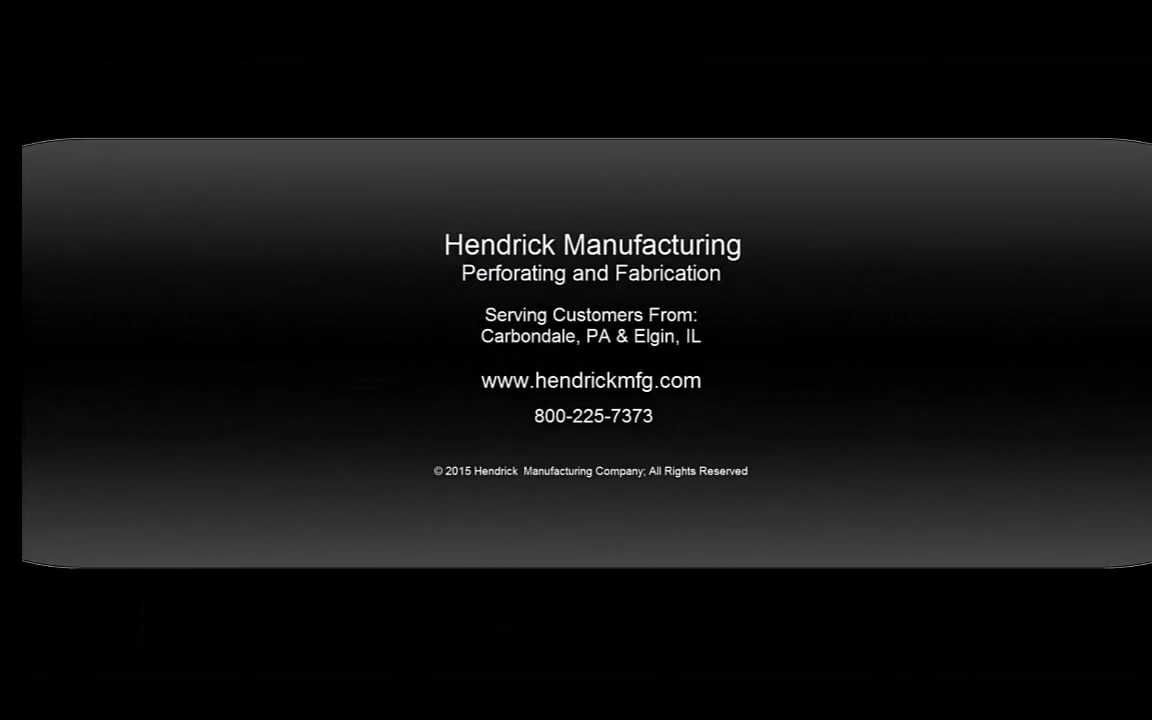 Hendrick Manufacturing
Perforating and Fabrication
Serving Customers From:
Carbondale, PA & Elgin, IL
www.hendrickmfg.com
800-225-7373
© 2015 Hendrick Manufacturing Company; All Rights Reserved